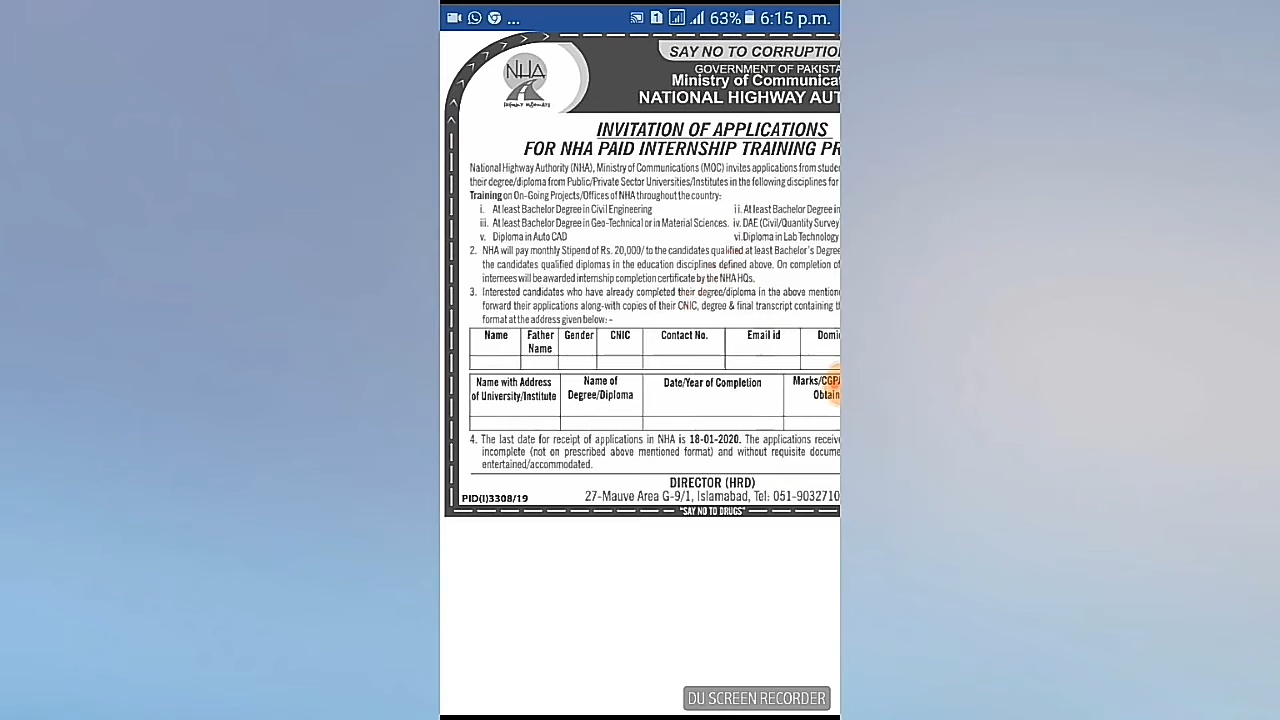 ... 63% 6:15 p.m.
SAY NO TO CORRUPTIO
GOVERNMENT OF PAKISTA
Ministry of Communica
NATIONAL HIGHWAY AUT
NHA
INVITATION OF APPLICATIONS
FOR NHA PAID INTERNSHIP TRAINING PR
National Highway Authority (NHA), Ministry of Communications (MOC) invites applications from stude
their degree/diploma from Public/Private Sector Universities/Institutes in the following disciplines for
Training on On-Going Projects/Offices of NHA throughout the country:
i. At least Bachelor Degree in Civil Engineering ii. At least Bachelor Degree in
iii. At least Bachelor Degree in Geo-Technical or in Material Sciences. iv. DAE (Civil/Quantity Survey
v. Diploma in Auto CAD vi. Diploma in Lab Technology
2. NHA will pay monthly Stipend of Rs. 20,000/ to the candidates qualified at least Bachelor's Degree
the candidates qualified diplomas in the education disciplines defined above. On completion of
internees will be awarded internship completion certificate by the NHA HQs.
3. Interested candidates who have already completed their degree/diploma in the above mention
forward their applications along-with copies of their CNIC, degree & final transcript containing t
format at the address given below:-
Name Father Name Gender CNIC Contact No. Email id Domi
Name with Address of University/Institute Name of Degree/Diploma Date/Year of Completion Marks/CGP Obtain
4. The last date for receipt of applications in NHA is 18-01-2020. The applications receiv
incomplete (not on prescribed above mentioned format) and without requisite docume
entertained/accommodated.
DIRECTOR (HRD)
27-Mauve Area G-9/1, Islamabad, Tel: 051-9032710
PID(I)3308/19
"SAY NO TO DRUGS"
DU SCREEN RECORDER